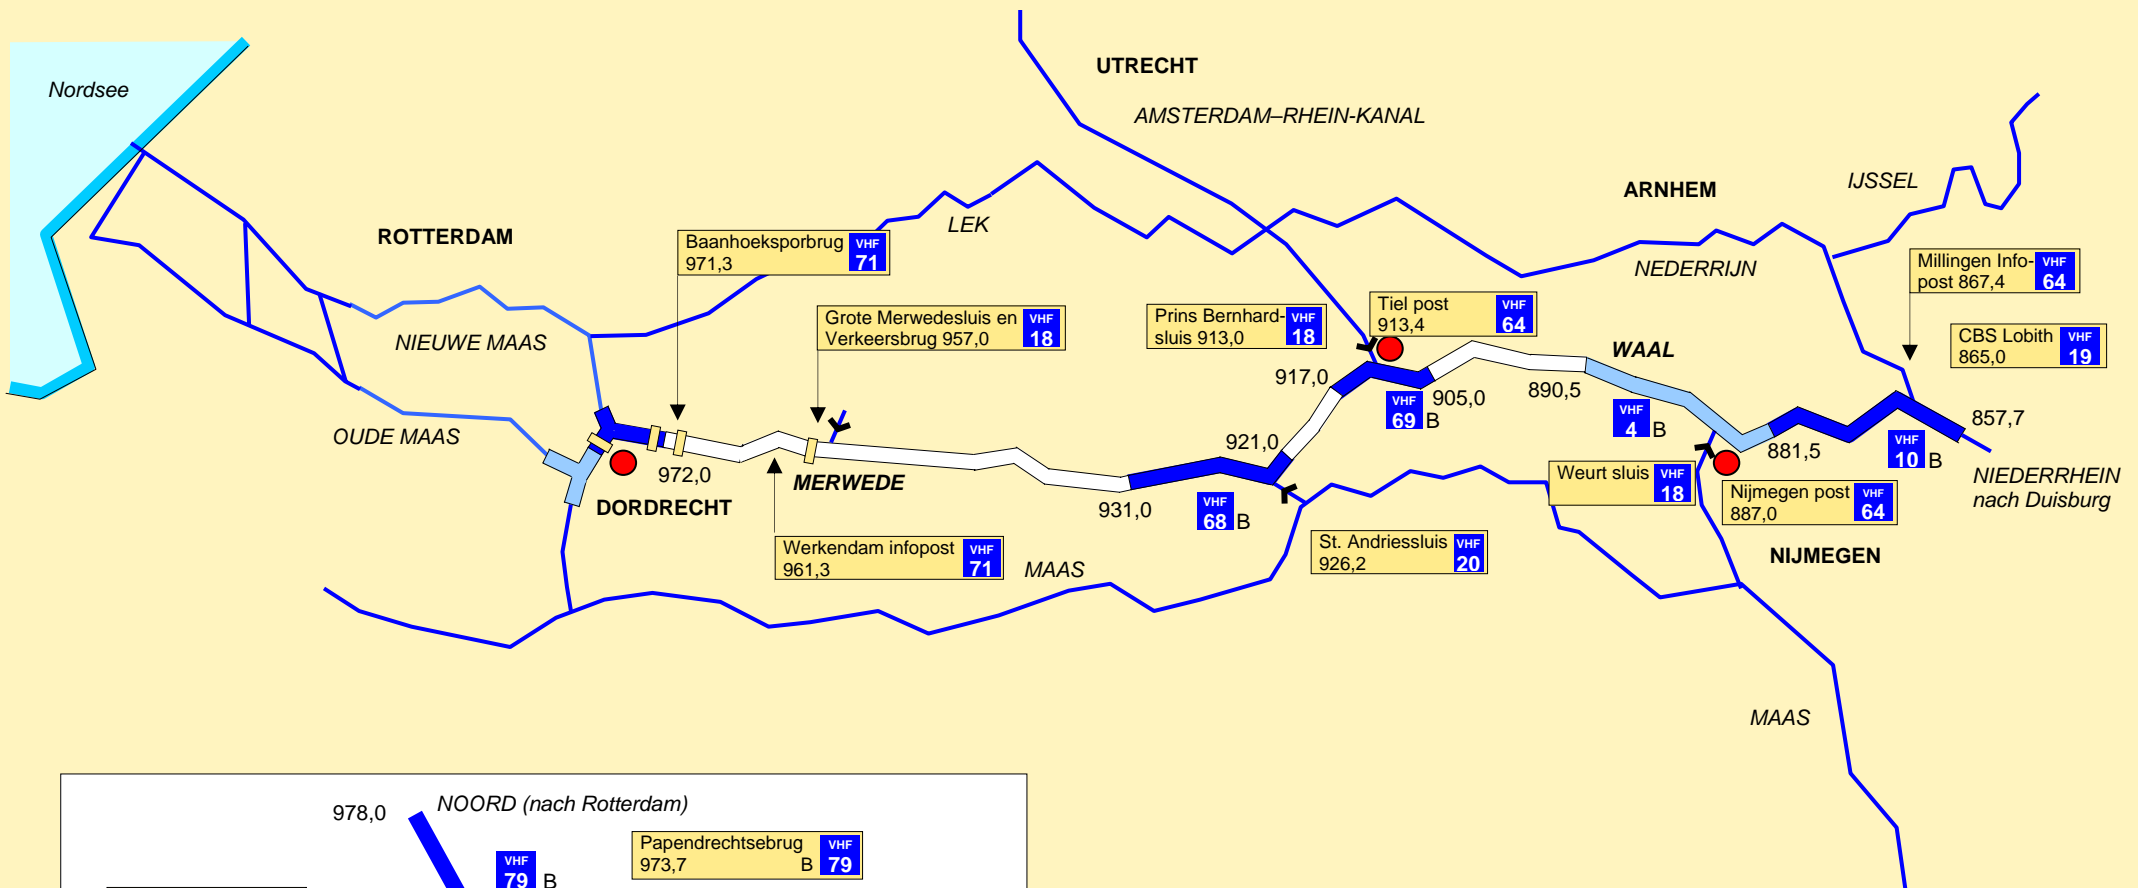 UTRECHT
Nordsee
AMSTERDAM–RHEIN-KANAL
IJSSEL
ARNHEM
LEK
ROTTERDAM
Baanhoeksporbrug
971,3
VHF
71
NEDERRIJN
Millingen Info-
post 867,4
VHF
64
Grote Merwedesluis en
Verkeersbrug 957,0
VHF
18
Prins Bernhard-
sluis 913,0
VHF
18
Tiel post
913,4
VHF
64
CBS Lobith
865,0
VHF
19
NIEUWE MAAS
WAAL
917,0
905,0
890,5
VHF
69 B
VHF
4 B
857,7
OUDE MAAS
921,0
881,5
VHF
10 B
972,0
MERWEDE
DORDRECHT
931,0
VHF
68 B
Weurt sluis
VHF
18
Nijmegen post
887,0
VHF
64
NIEDERRHEIN
nach Duisburg
Werkendam infopost
961,3
VHF
71
MAAS
St. Andriessluis
926,2
VHF
20
NIJMEGEN
MAAS
978,0
NOORD (nach Rotterdam)
VHF
79 B
Papendrechtsebrug
973,7 B
VHF
79